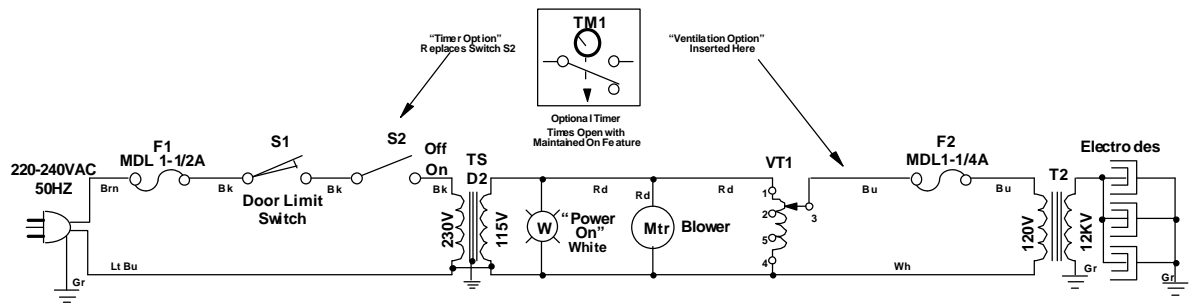 TM1
"Timer Option"
Replaces Switch S2
"Ventilation Option"
Inserted Here
Optional Timer
Times Open with
Maintained On Feature
F1
MDL 1-1/2A
S1
S2
Off
On
TS
D2
VT1
F2
MDL1-1/4A
Electrodes
T2
220-240VAC
50HZ
Brn
Bk
Bk
Bk
Door Limit
Switch
230V
115V
Rd
Rd
Rd
W
"Power
On"
White
Mtr
Blower
1
2
3
5
4
Bu
Bu
120V
12KV
Lt Bu
Wh
Gr
Gr
Gr